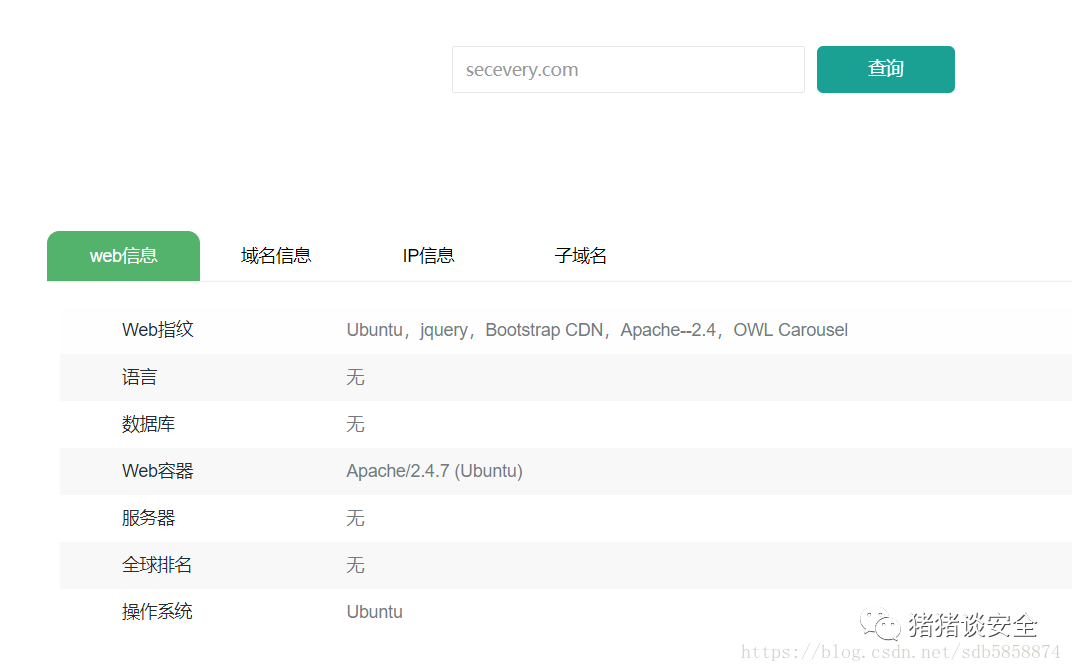 secevery.com 查询
web信息 域名信息 IP信息 子域名
Web指纹 Ubuntu，jquery，Bootstrap CDN，Apache--2.4，OWL Carousel
语言 无
数据库 无
Web容器 Apache/2.4.7 (Ubuntu)
服务器 无
全球排名 无
操作系统 Ubuntu
猪猪谈安全
https://blog.csdn.net/sdb5858874